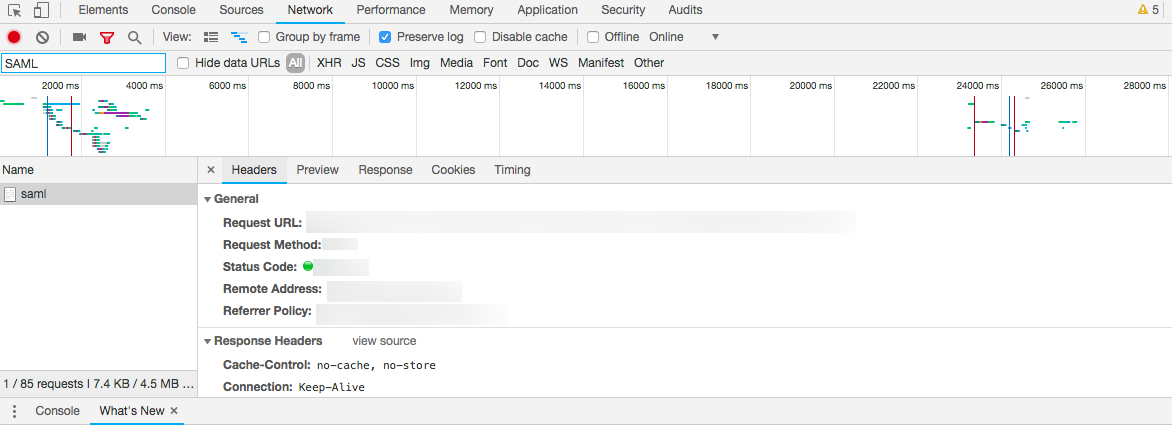 Elements Console Sources Network Performance Memory Application Security Audits 5
View: Group by frame Preserve log Disable cache Offline Online
SAML Hide data URLs All XHR JS CSS Img Media Font Doc WS Manifest Other
2000 ms 4000 ms 6000 ms 8000 ms 10000 ms 12000 ms 14000 ms 16000 ms 18000 ms 20000 ms 22000 ms 24000 ms 26000 ms 28000 ms
Name × Headers Preview Response Cookies Timing
saml
General
Request URL:
Request Method:
Status Code:
Remote Address:
Referrer Policy:
Response Headers view source
Cache-Control: no-cache, no-store
Connection: Keep-Alive
1 / 85 requests | 7.4 KB / 4.5 MB ...
Console What's New ×